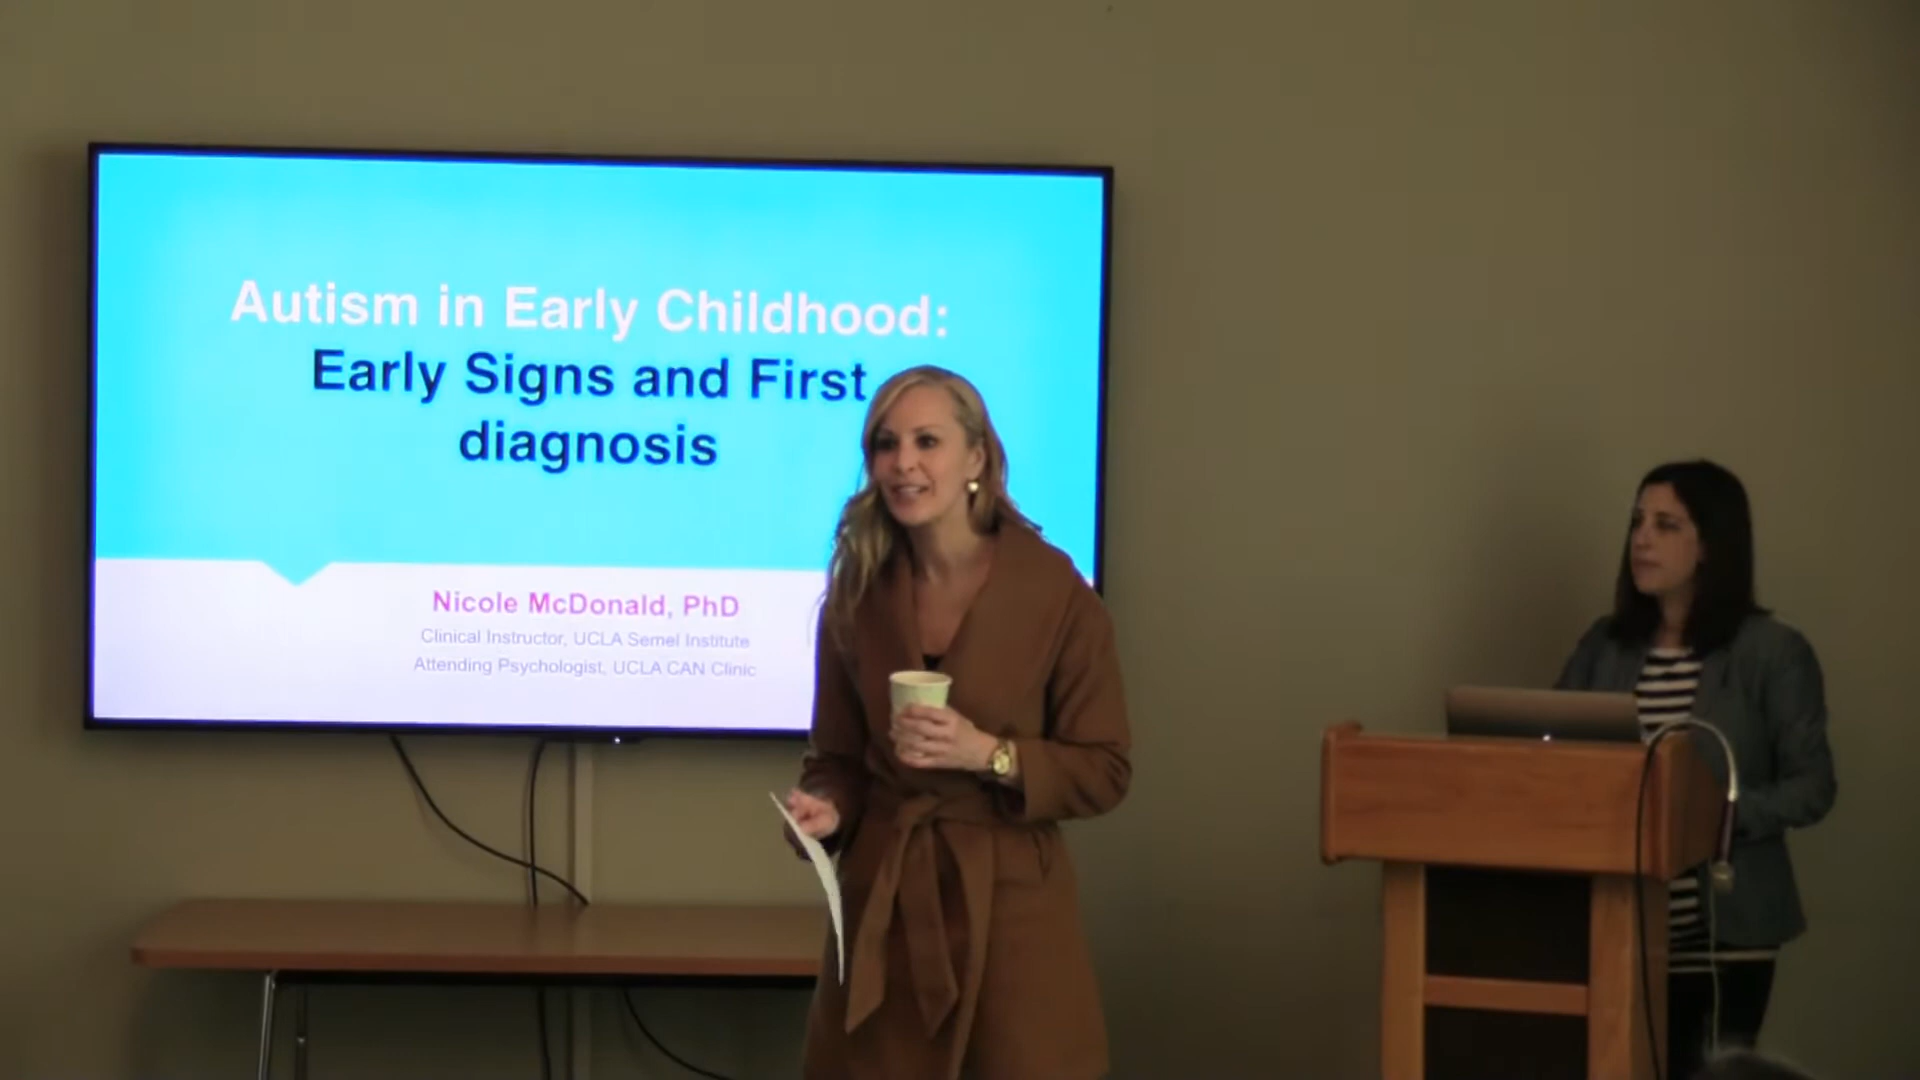 Autism in Early Childhood:
Early Signs and First
diagnosis
Nicole McDonald, PhD
Clinical Instructor, UCLA Semel Institute
Attending Psychologist, UCLA CAN Clinic